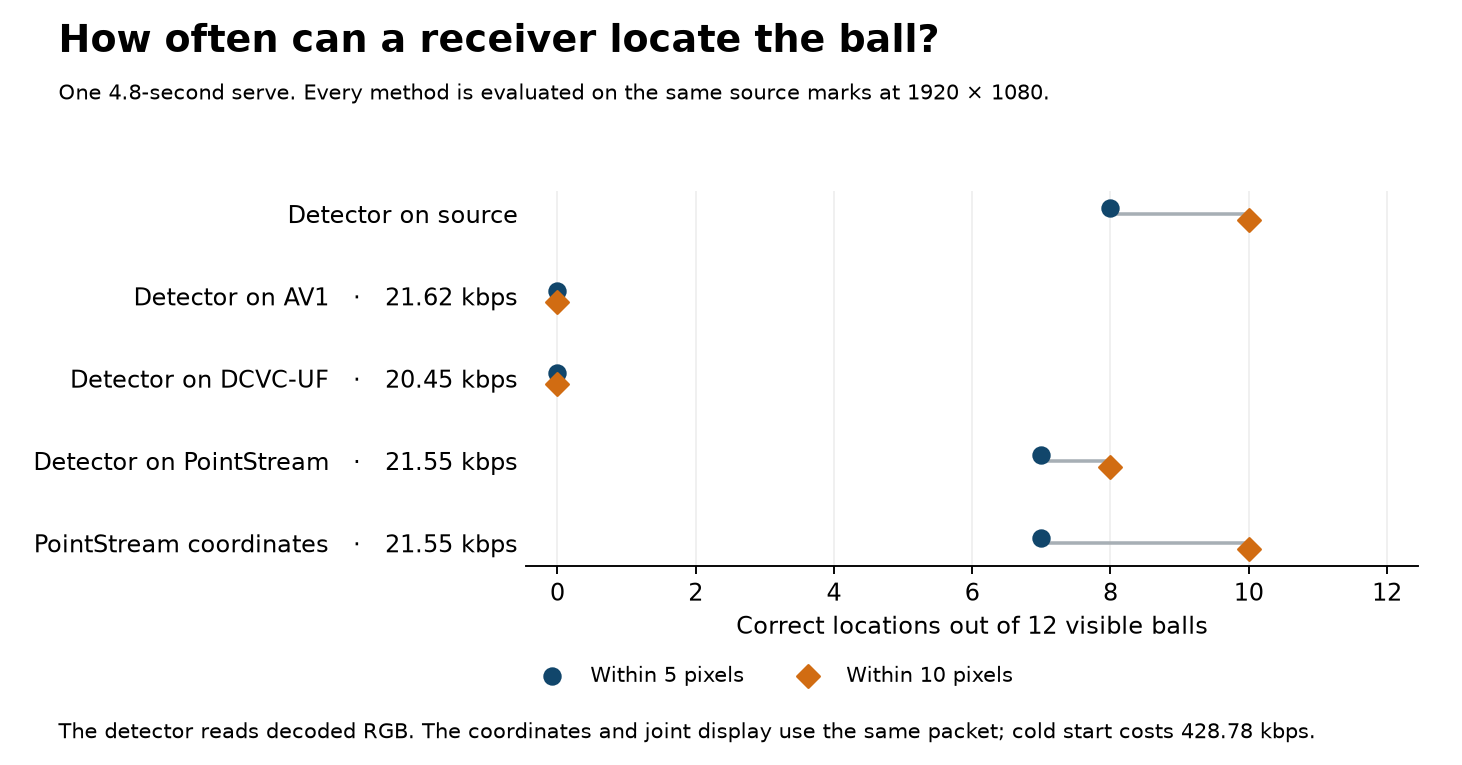 How often can a receiver locate the ball?
One 4.8-second serve. Every method is evaluated on the same source marks at 1920 × 1080.
Detector on source
Detector on AV1 · 21.62 kbps
Detector on DCVC-UF · 20.45 kbps
Detector on PointStream · 21.55 kbps
PointStream coordinates · 21.55 kbps
0 2 4 6 8 10 12
Correct locations out of 12 visible balls
Within 5 pixels Within 10 pixels
The detector reads decoded RGB. The coordinates and joint display use the same packet; cold start costs 428.78 kbps.